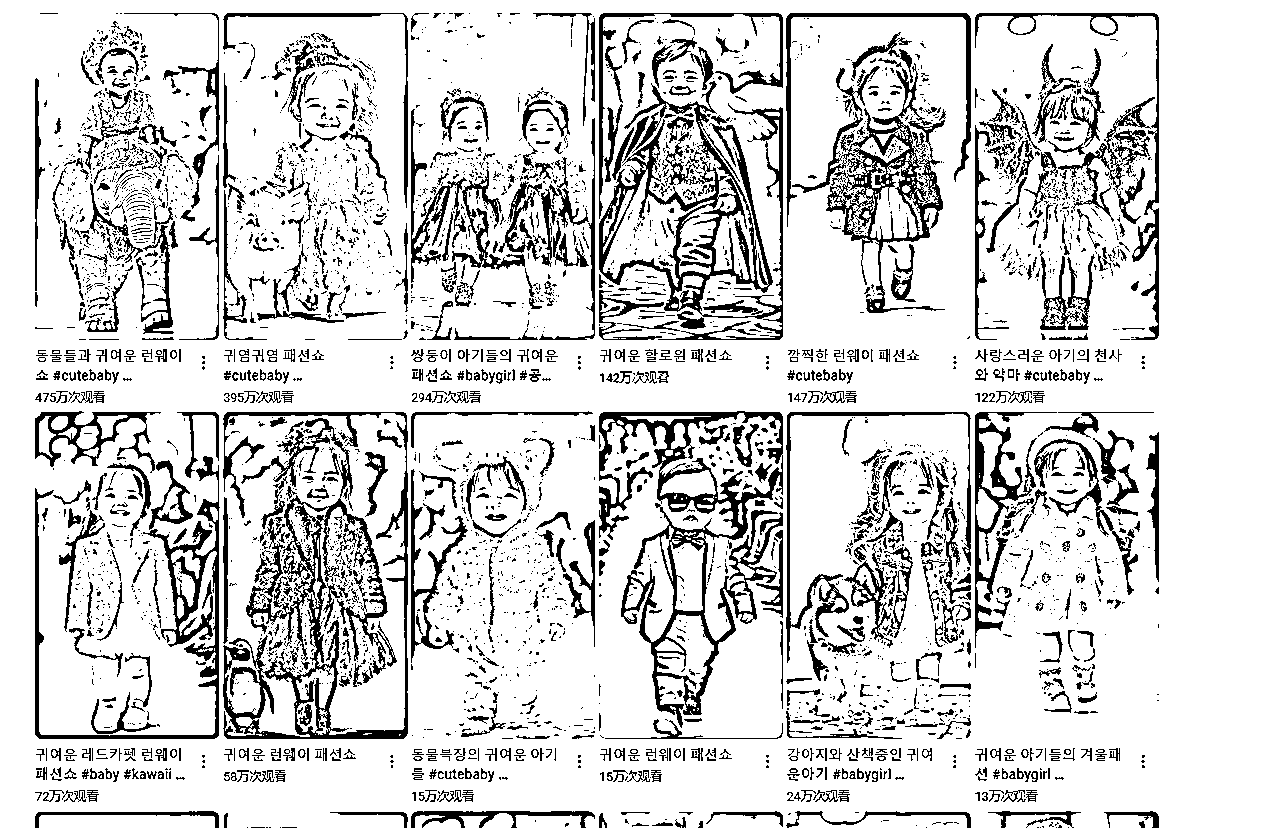 동물들과 귀여운 런웨이
쇼 #cutebaby ...
475万次观看
귀염귀염 패션쇼
#cutebaby ...
395万次观看
쌍둥이 아기들의 귀여운
패션쇼 #babygirl #공...
294万次观看
귀여운 할로윈 패션쇼
142万次观看
깜찍한 런웨이 패션쇼
#cutebaby
147万次观看
사랑스러운 아기의 천사
와 악마 #cutebaby ...
122万次观看
귀여운 레드카펫 런웨이
패션쇼 #baby #kawaii ...
72万次观看
귀여운 런웨이 패션쇼
58万次观看
동물복장의 귀여운 아기
들 #cutebaby ...
15万次观看
귀여운 런웨이 패션쇼
15万次观看
강아지와 산책중인 귀여
운아기 #babygirl ...
24万次观看
귀여운 아기들의 겨울패
션 #babygirl ...
13万次观看